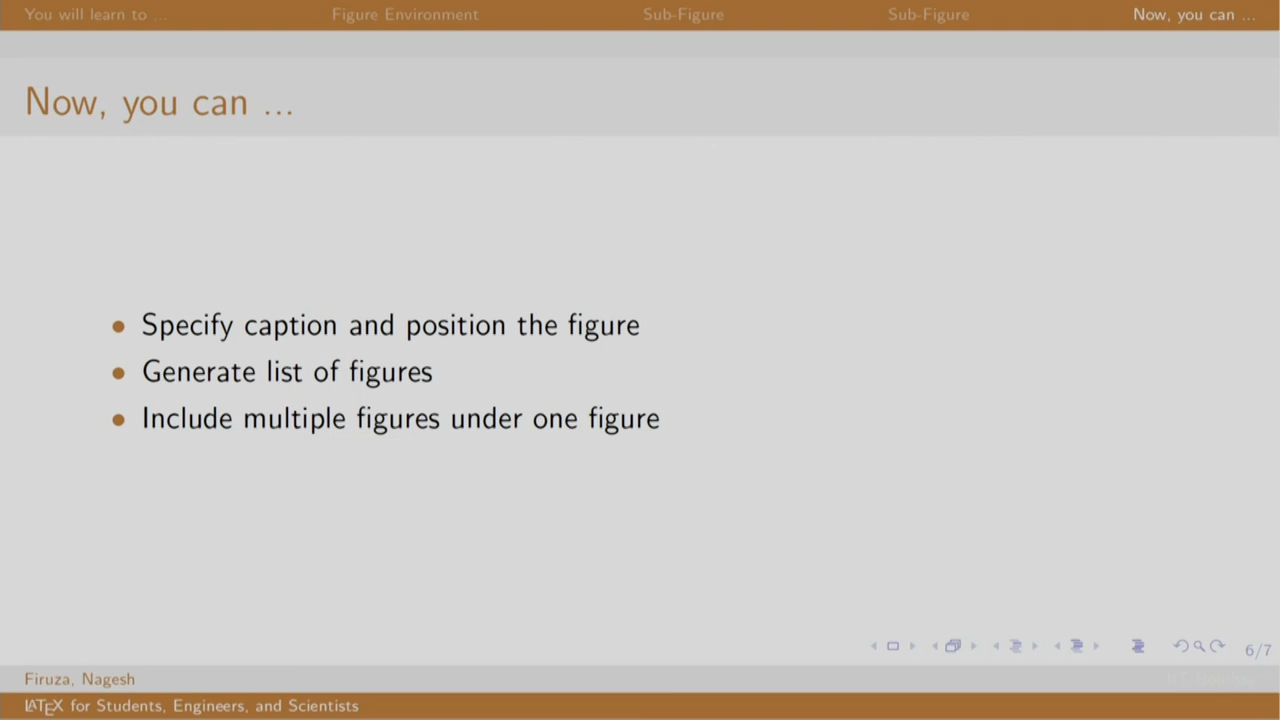 You will learn to ... Figure Environment Sub-Figure Sub-Figure Now, you can ...
Now, you can ...
• Specify caption and position the figure
• Generate list of figures
• Include multiple figures under one figure
6/7
Firuza, Nagesh
LATEX for Students, Engineers, and Scientists